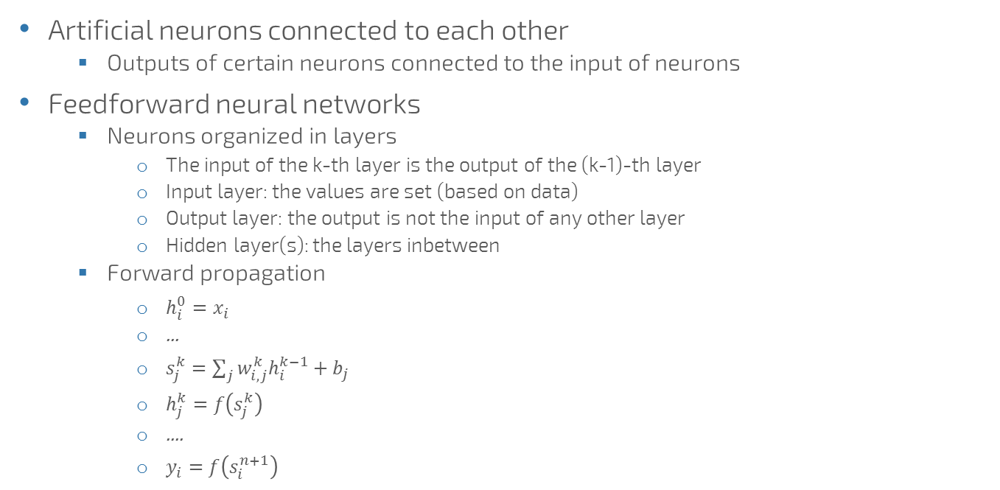 • Artificial neurons connected to each other
▪ Outputs of certain neurons connected to the input of neurons
• Feedforward neural networks
▪ Neurons organized in layers
o The input of the k-th layer is the output of the (k-1)-th layer
o Input layer: the values are set (based on data)
o Output layer: the output is not the input of any other layer
o Hidden layer(s): the layers inbetween
▪ Forward propagation
o $h_i^0 = x_i$
o ...
o $s_j^k = \sum_j w_{i,j}^k h_i^{k-1} + b_j$
o $h_j^k = f(s_j^k)$
o ....
o $y_i = f(s_i^{n+1})$